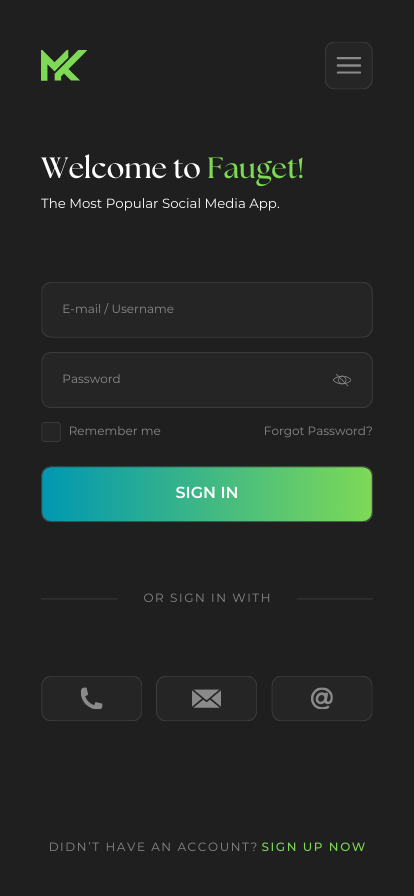 MK
Welcome to Fauget!
The Most Popular Social Media App.
E-mail / Username
Password
Remember me Forgot Password?
SIGN IN
OR SIGN IN WITH
@
DIDN'T HAVE AN ACCOUNT? SIGN UP NOW